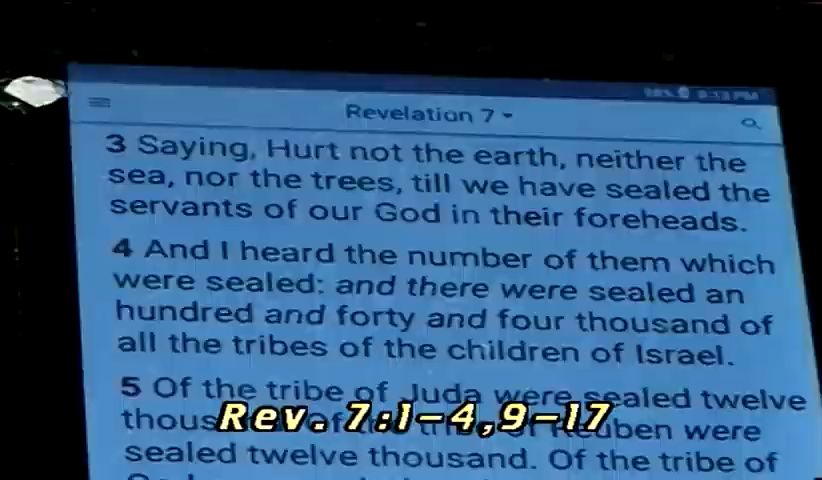 Revelation 7
3 Saying, Hurt not the earth, neither the
sea, nor the trees, till we have sealed the
servants of our God in their foreheads.
4 And I heard the number of them which
were sealed: and there were sealed an
hundred and forty and four thousand of
all the tribes of the children of Israel.
5 Of the tribe of Juda were sealed twelve
Reuben were
Rev. 7:1-4,9-17
sealed twelve thousand. Of the tribe of